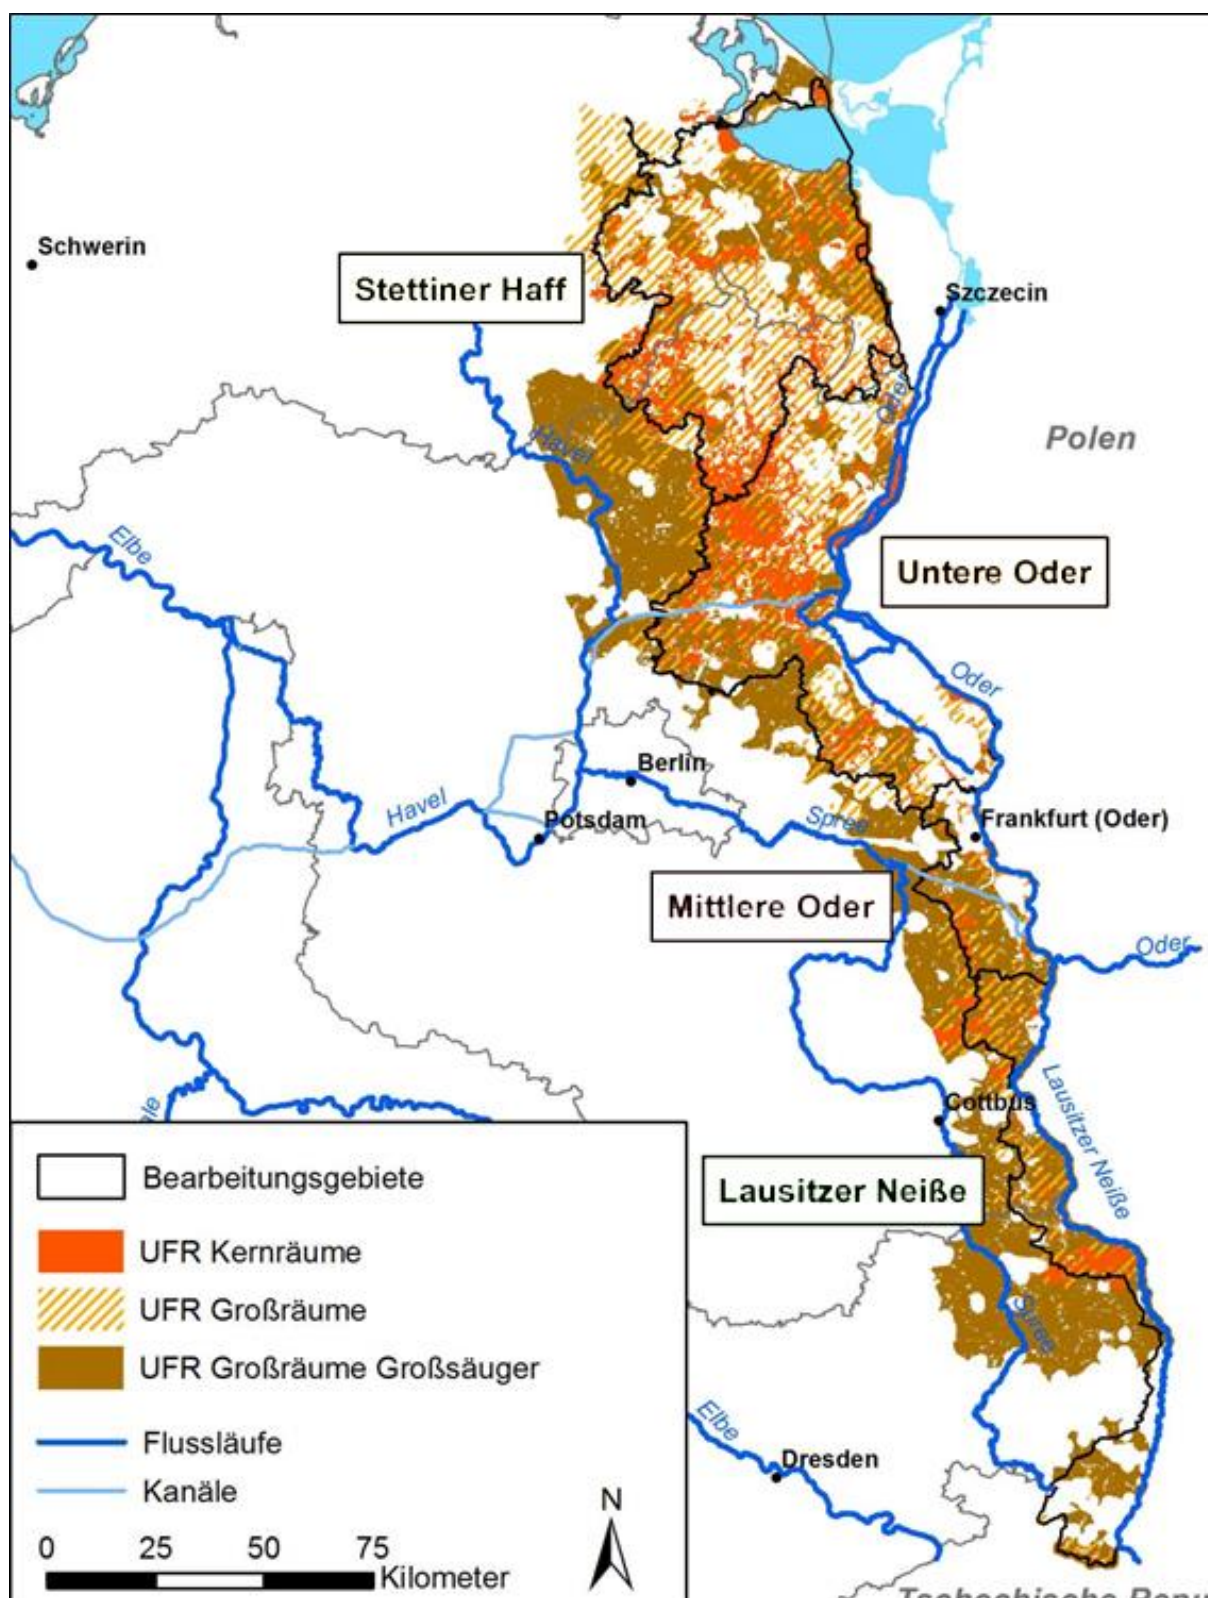 Schwerin
Stettiner Haff
Szczecin
Oder
Polen
Havel
Elbe
Untere Oder
Oder
Berlin
Havel
Potsdam
Spree
Frankfurt (Oder)
Mittlere Oder
Oder
Lausitzer Neiße
Cottbus
Lausitzer Neiße
Spree
Elbe
Dresden
Bearbeitungsgebiete
UFR Kernräume
UFR Großräume
UFR Großräume Großsäuger
Flussläufe
Kanäle
N
0 25 50 75
Kilometer